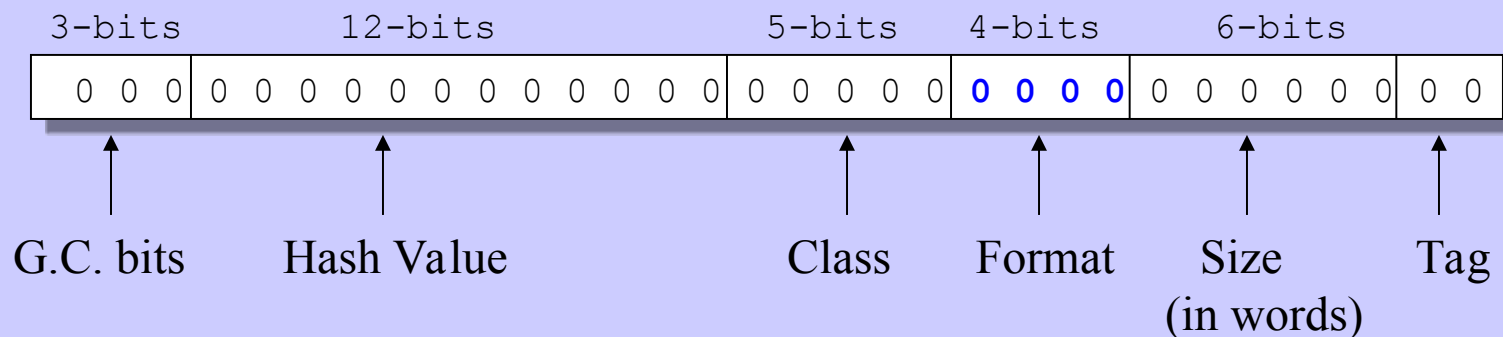 3-bits 12-bits 5-bits 4-bits 6-bits
0 0 0 0 0 0 0 0 0 0 0 0 0 0 0 0 0 0 0 0 0 0 0 0 0 0 0 0 0 0 0 0
G.C. bits Hash Value Class Format Size Tag
(in words)